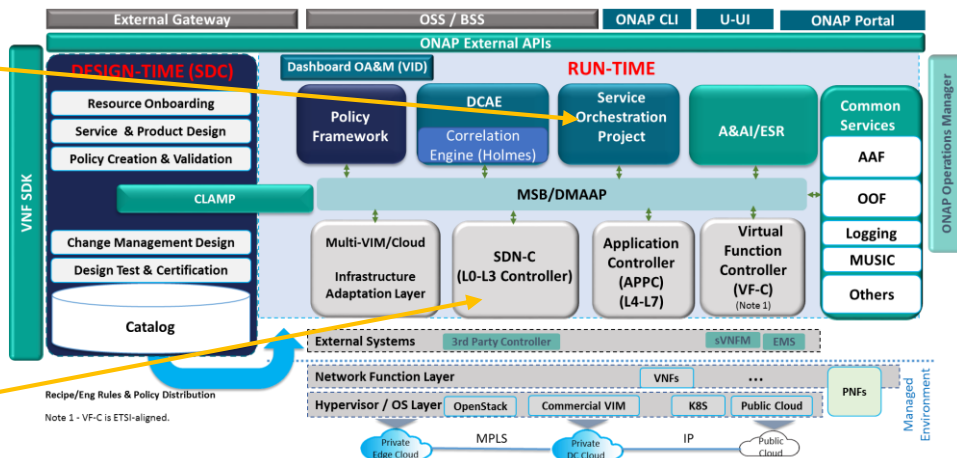 External Gateway
OSS / BSS
ONAP CLI
U-UI
ONAP Portal
ONAP External APIs
VNF SDK
DESIGN-TIME (SDC)
Resource Onboarding
Service & Product Design
Policy Creation & Validation
CLAMP
Change Management Design
Design Test & Certification
Catalog
Recipe/Eng Rules & Policy Distribution
Note 1 - VF-C is ETSI-aligned.
Dashboard OA&M (VID)
RUN-TIME
Policy
Framework
DCAE
Correlation
Engine (Holmes)
Service
Orchestration
Project
A&AI/ESR
MSB/DMAAP
Multi-VIM/Cloud
Infrastructure
Adaptation Layer
SDN-C
(L0-L3 Controller)
Application
Controller
(APPC)
(L4-L7)
Virtual
Function
Controller
(VF-C)
(Note 1)
Common
Services
AAF
OOF
Logging
MUSIC
Others
ONAP Operations Manager
External Systems
3rd Party Controller
sVNFM
EMS
Network Function Layer
VNFs
...
PNFs
Hypervisor / OS Layer
OpenStack
Commercial VIM
K8S
Public Cloud
Managed
Environment
Private
Edge Cloud
MPLS
Private
DC Cloud
IP
Public
Cloud